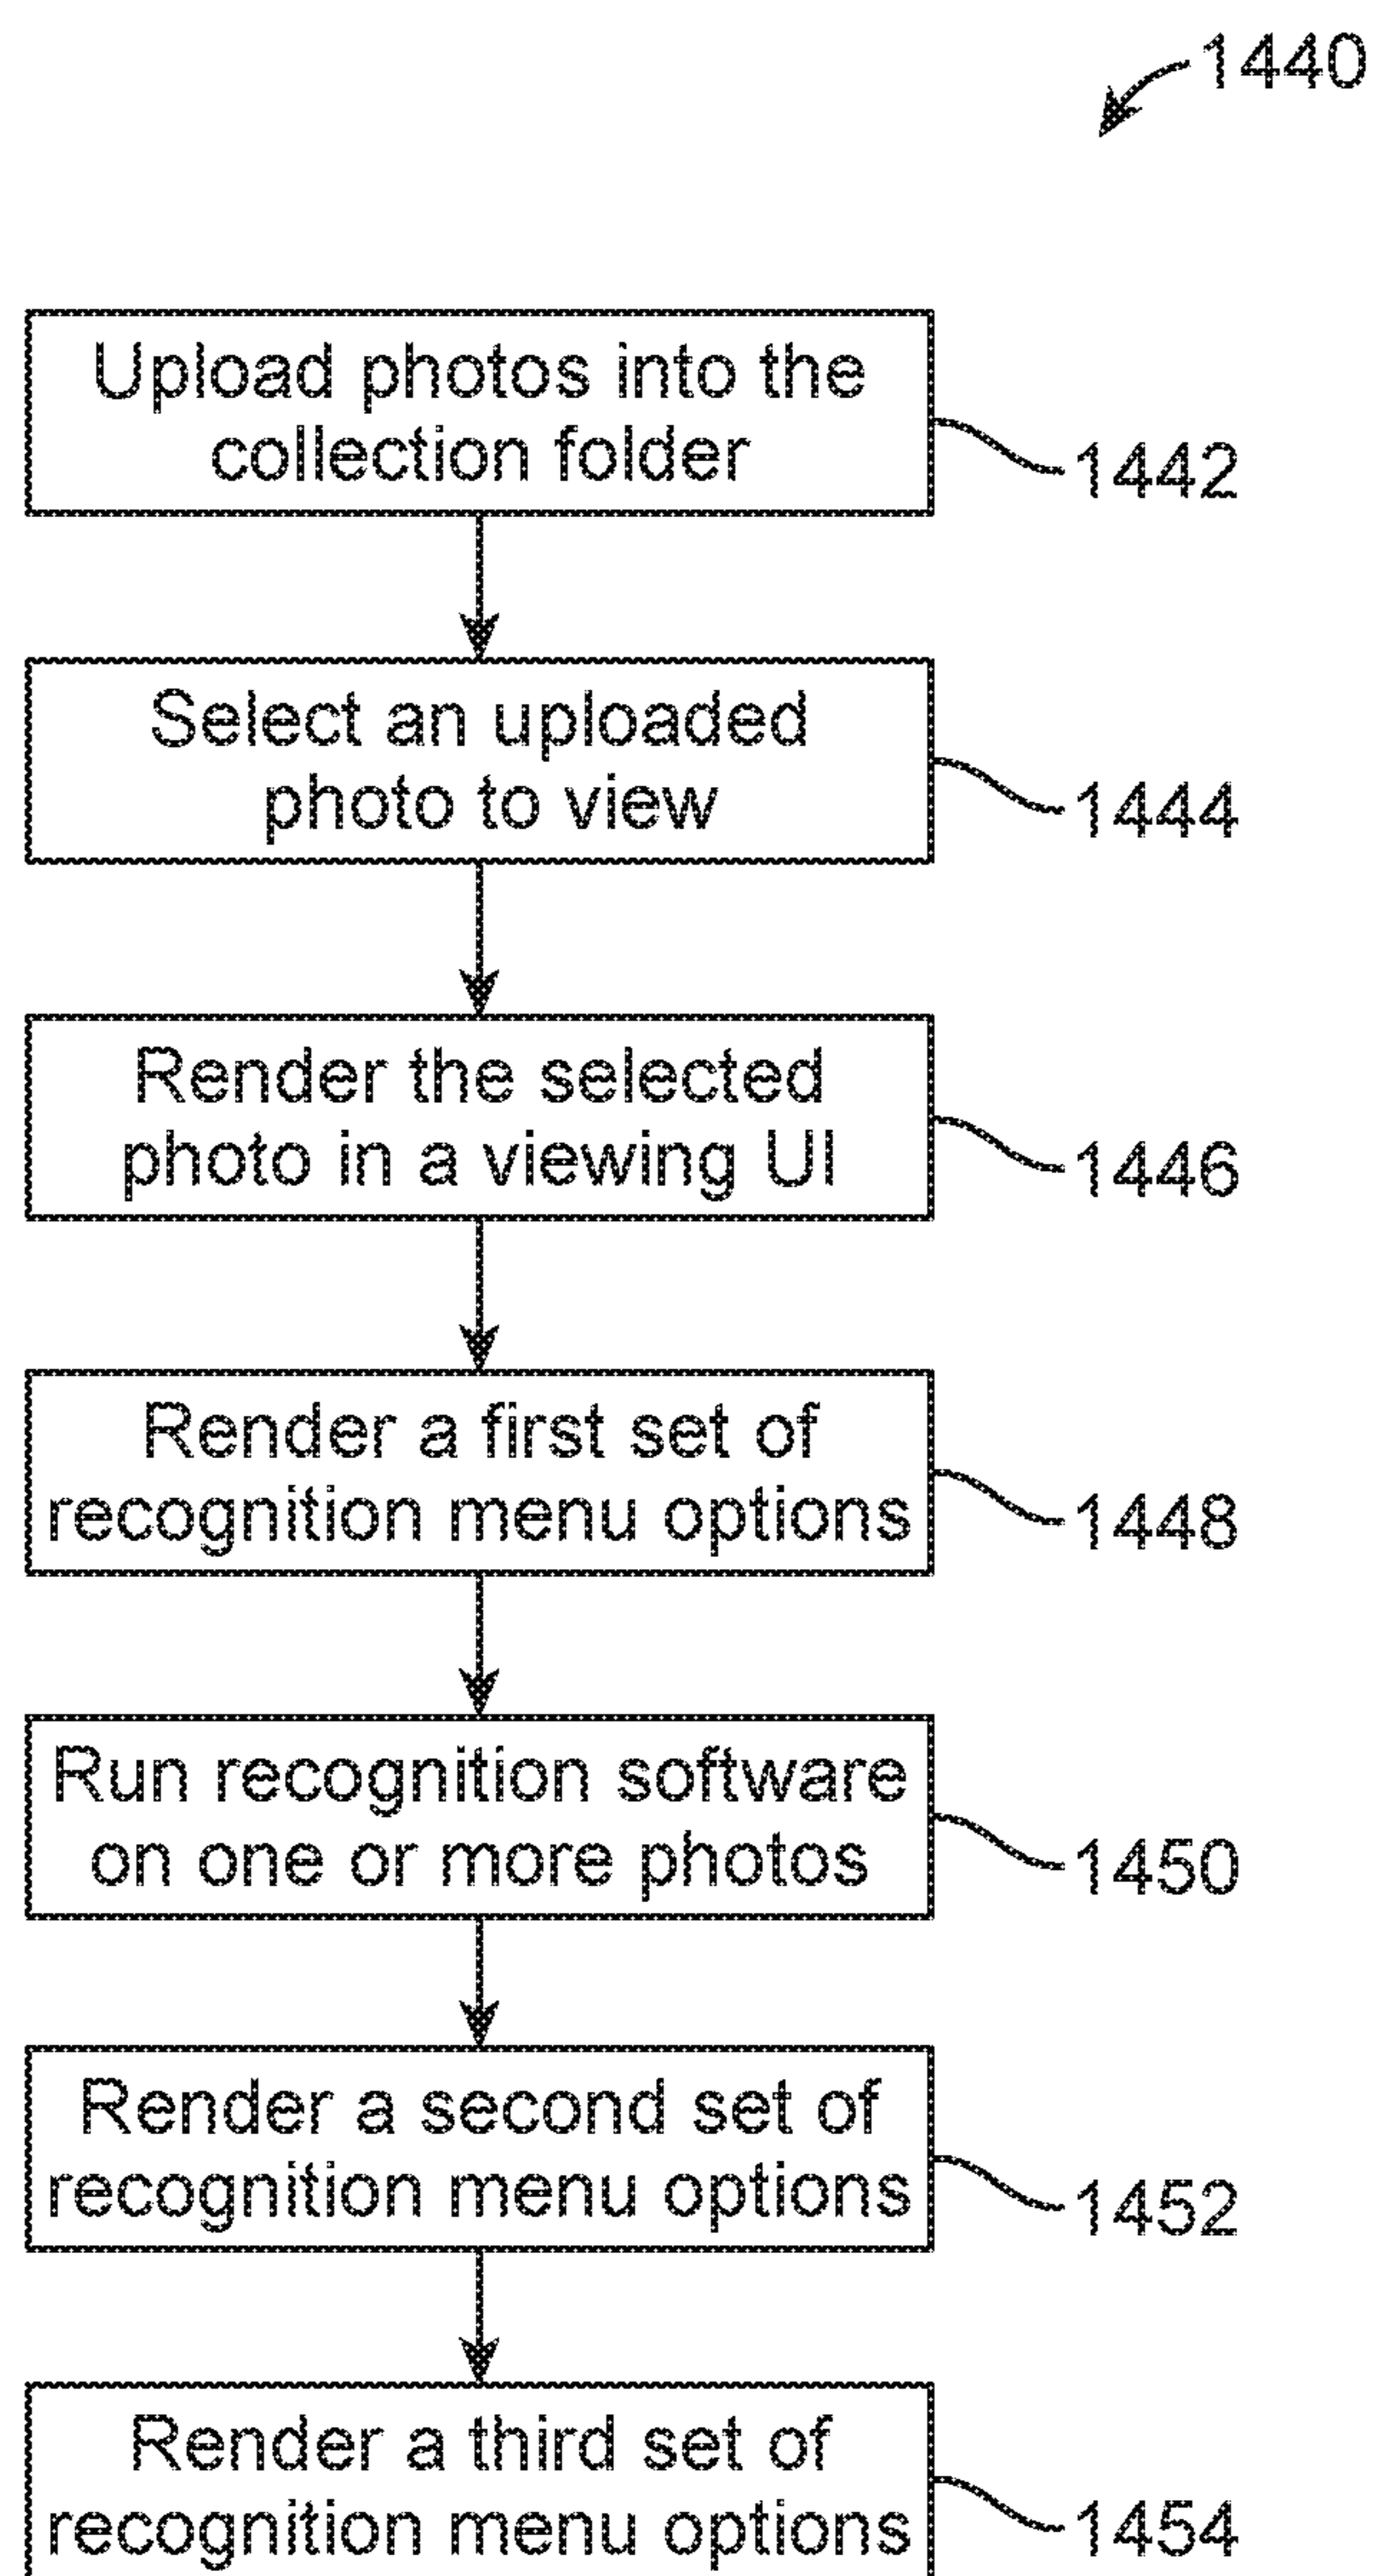 1440
Upload photos into the
collection folder
1442
Select an uploaded
photo to view
1444
Render the selected
photo in a viewing UI
1446
Render a first set of
recognition menu options
1448
Run recognition software
on one or more photos
1450
Render a second set of
recognition menu options
1452
Render a third set of
recognition menu options
1454